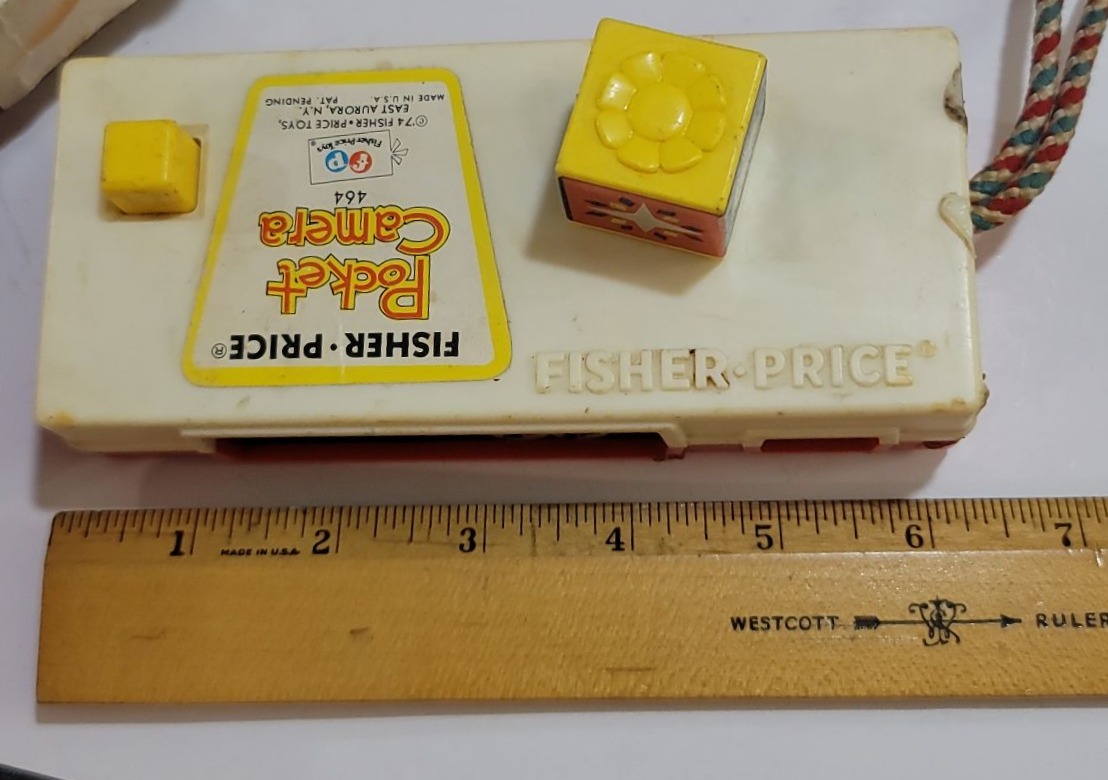 FISHER·PRICE®
Pocket
Camera
464
fp Fisher Price Toys®
©'74 FISHER·PRICE TOYS,
EAST AURORA, N.Y.
MADE IN U.S.A. PAT. PENDING
FISHER·PRICE®
1 2 3 4 5 6 7
MADE IN U.S.A.
WESTCOTT W RULER